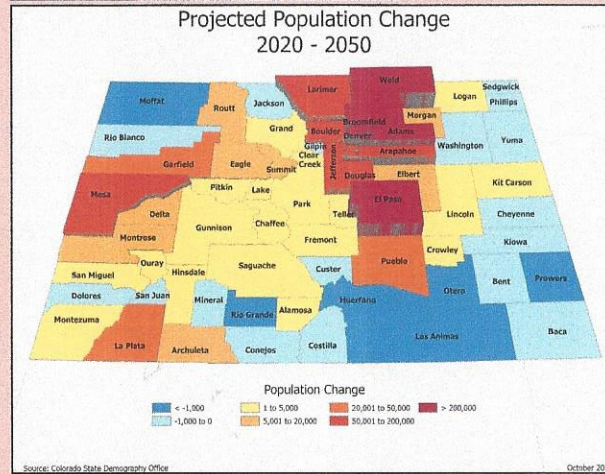 Projected Population Change
2020 - 2050
Moffat
Routt
Jackson
Larimer
Weld
Logan
Sedgwick
Phillips
Rio Blanco
Grand
Boulder
Broomfield
Morgan
Gilpin
Denver
Adams
Washington
Yuma
Garfield
Eagle
Summit
Clear
Creek
Jefferson
Arapahoe
Mesa
Pitkin
Lake
Park
Douglas
Elbert
Kit Carson
Delta
Gunnison
Chaffee
Teller
El Paso
Lincoln
Cheyenne
Montrose
Fremont
Kiowa
Ouray
San Miguel
Hinsdale
Saguache
Custer
Pueblo
Crowley
Dolores
San Juan
Mineral
Rio Grande
Alamosa
Huerfano
Otero
Bent
Prowers
Montezuma
La Plata
Archuleta
Conejos
Costilla
Las Animas
Baca
Population Change
< -1,000
1 to 5,000
20,001 to 50,000
> 200,000
-1,000 to 0
5,001 to 20,000
50,001 to 200,000
Source: Colorado State Demography Office
October 20